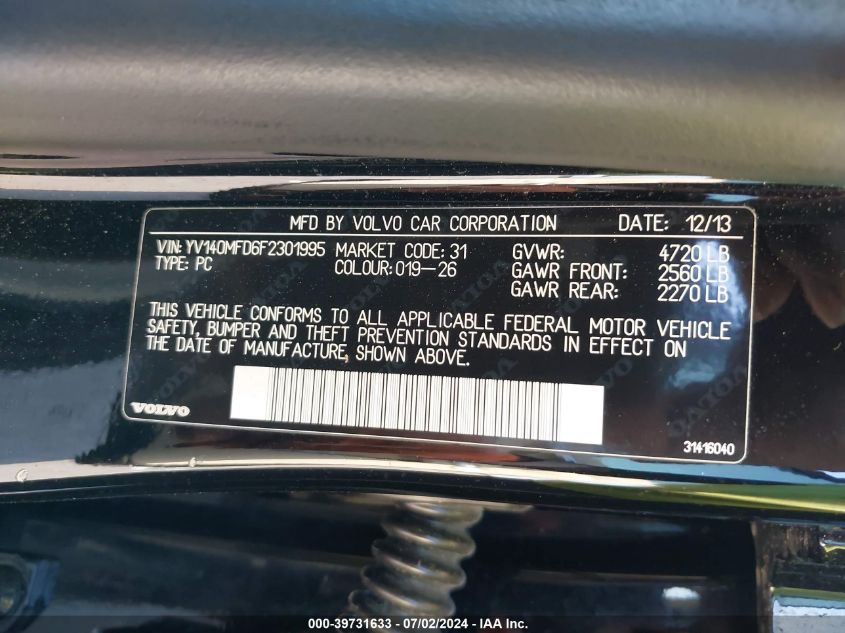 MFD BY VOLVO CAR CORPORATION DATE: 12/13
VIN: YV140MFD6F2301995 MARKET CODE: 31 GVWR: 4720 LB
TYPE: PC COLOUR: 019-26 GAWR FRONT: 2560 LB
GAWR REAR: 2270 LB
THIS VEHICLE CONFORMS TO ALL APPLICABLE FEDERAL MOTOR VEHICLE
SAFETY, BUMPER AND THEFT PREVENTION STANDARDS IN EFFECT ON
THE DATE OF MANUFACTURE, SHOWN ABOVE.
VOLVO
31416040
000-39731633 / 07/02/2024 - IAA Inc.